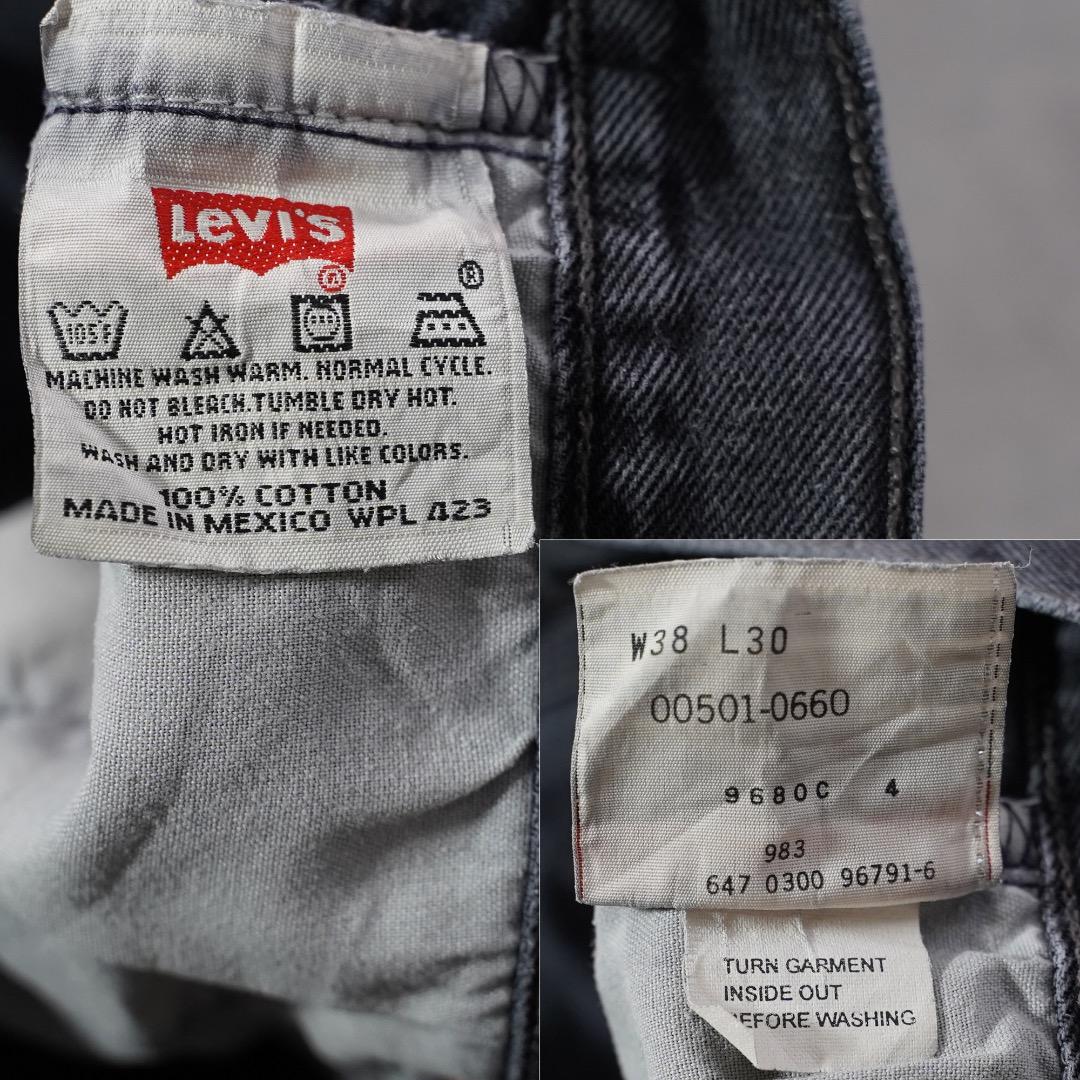 Levi's
®
105F
MACHINE WASH WARM. NORMAL CYCLE.
DO NOT BLEACH.TUMBLE DRY HOT.
HOT IRON IF NEEDED.
WASH AND DRY WITH LIKE COLORS.
100% COTTON
MADE IN MEXICO WPL 423
W38 L30
00501-0660
9680C 4
983
647 0300 96791-6
TURN GARMENT
INSIDE OUT
BEFORE WASHING